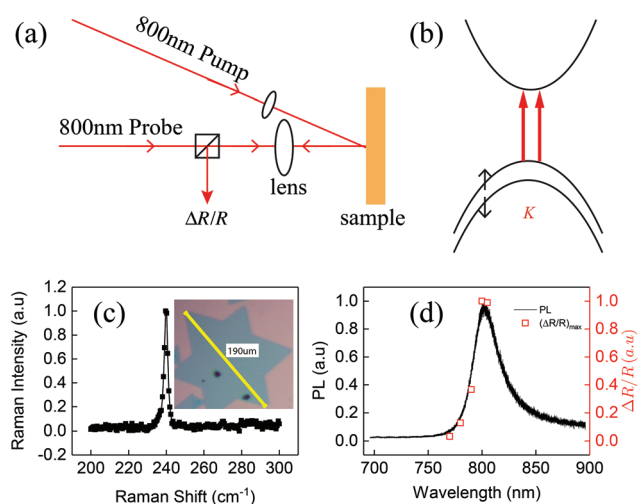 (a)
800nm Pump
800nm Probe
lens
ΔR/R
sample
(b)
K
(c)
190um
Raman Intensity (a.u)
1.2
1.0
0.8
0.6
0.4
0.2
0.0
-0.2
200 220 240 260 280 300
Raman Shift (cm⁻¹)
(d)
PL
(ΔR/R)max
PL (a.u)
1.0
0.8
0.6
0.4
0.2
0.0
1.0
0.8
0.6
0.4
0.2
0.0
ΔR/R (a.u)
700 750 800 850 900
Wavelength (nm)